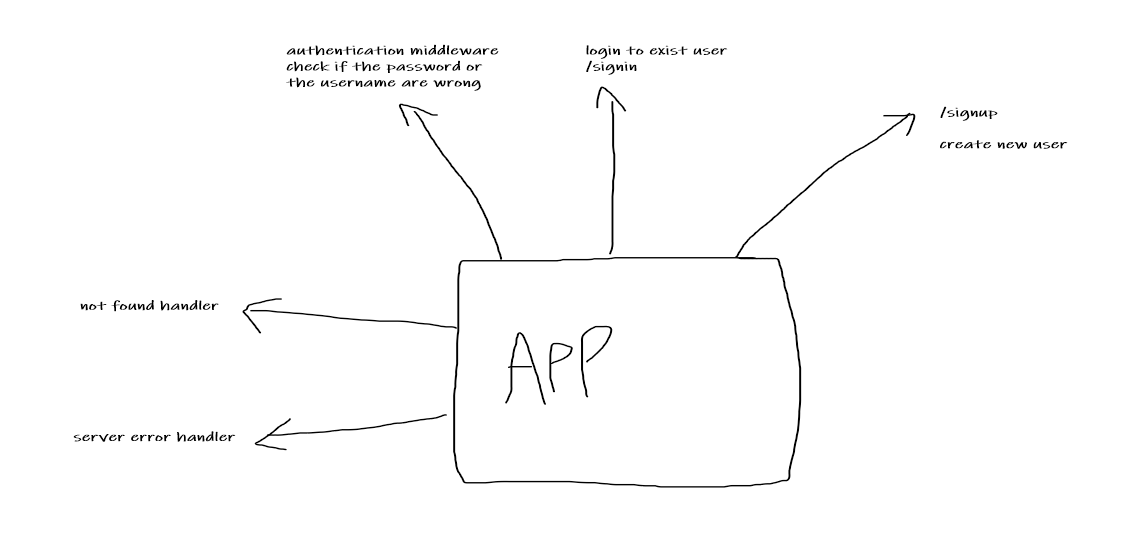 authentication middleware
check if the password or
the username are wrong
login to exist user
/signin
/signup
create new user
not found handler
server error handler
APP